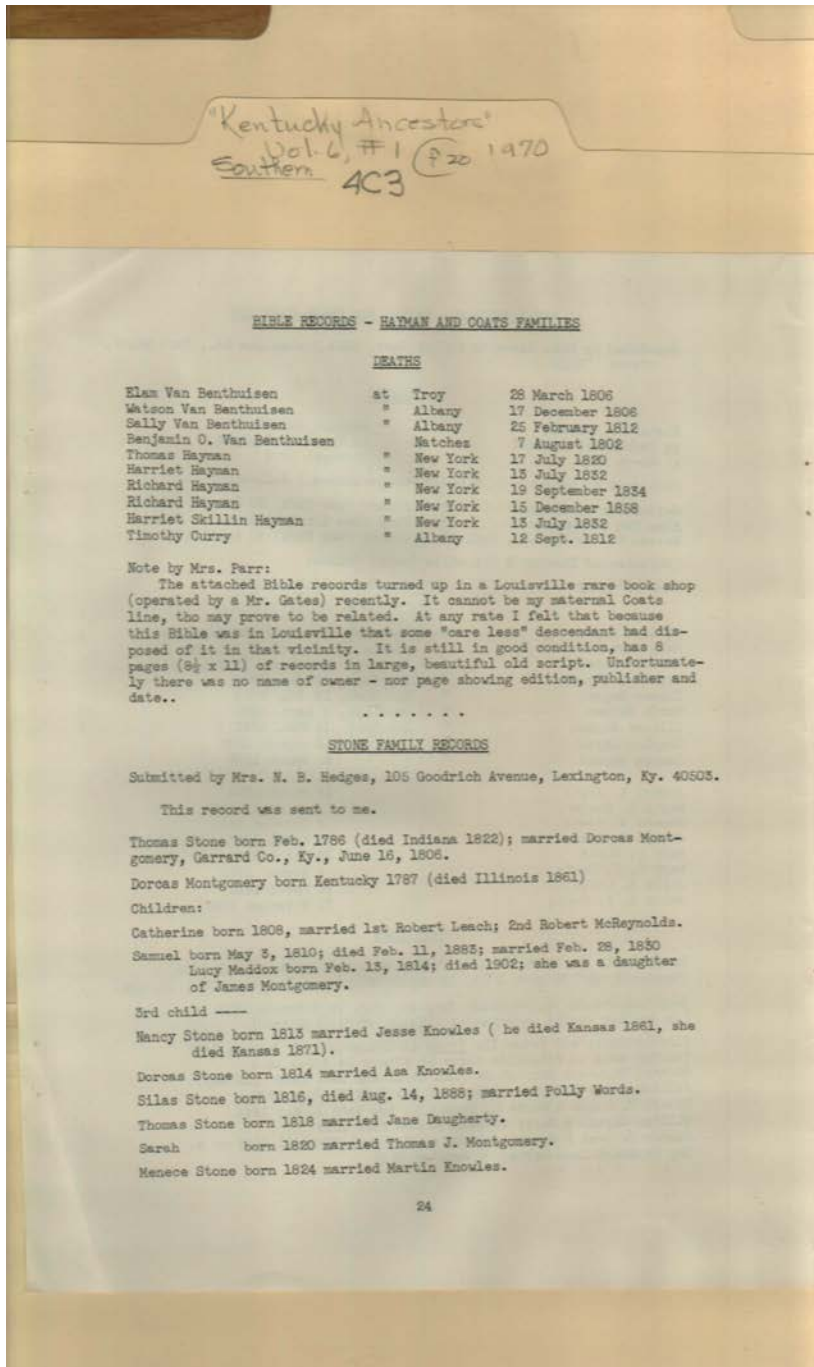 "Kentucky Ancestors"
Vol. 6, #1 P 20 1970
Southern
4C3
BIBLE RECORDS - HAYMAN AND COATS FAMILIES
DEATHS
Elam Van Benthuisen at Troy 28 March 1806
Watson Van Benthuisen " Albany 17 December 1806
Sally Van Benthuisen " Albany 25 February 1812
Benjamin O. Van Benthuisen Natches 7 August 1802
Thomas Hayman " New York 17 July 1820
Harriet Hayman " New York 13 July 1832
Richard Hayman " New York 19 September 1834
Richard Hayman " New York 15 December 1858
Harriet Skillin Hayman " New York 13 July 1832
Timothy Curry " Albany 12 Sept. 1812
Note by Mrs. Parr:
The attached Bible records turned up in a Louisville rare book shop
(operated by a Mr. Gates) recently. It cannot be my maternal Coats
line, tho may prove to be related. At any rate I felt that because
this Bible was in Louisville that some "care less" descendant had dis-
posed of it in that vicinity. It is still in good condition, has 8
pages (8½ x 11) of records in large, beautiful old script. Unfortunate-
ly there was no name of owner - nor page showing edition, publisher and
date..
. . . . . . .
STONE FAMILY RECORDS
Submitted by Mrs. N. B. Hedges, 105 Goodrich Avenue, Lexington, Ky. 40503.
This record was sent to me.
Thomas Stone born Feb. 1786 (died Indiana 1822); married Dorcas Mont-
gomery, Garrard Co., Ky., June 16, 1806.
Dorcas Montgomery born Kentucky 1787 (died Illinois 1861)
Children:
Catherine born 1808, married 1st Robert Leach; 2nd Robert McReynolds.
Samuel born May 3, 1810; died Feb. 11, 1883; married Feb. 28, 1830
Lucy Maddox born Feb. 13, 1814; died 1902; she was a daughter
of James Montgomery.
3rd child ----
Nancy Stone born 1813 married Jesse Knowles ( he died Kansas 1861, she
died Kansas 1871).
Dorcas Stone born 1814 married Asa Knowles.
Silas Stone born 1816, died Aug. 14, 1888; married Polly Words.
Thomas Stone born 1818 married Jane Daugherty.
Sarah born 1820 married Thomas J. Montgomery.
Menece Stone born 1824 married Martin Knowles.
24